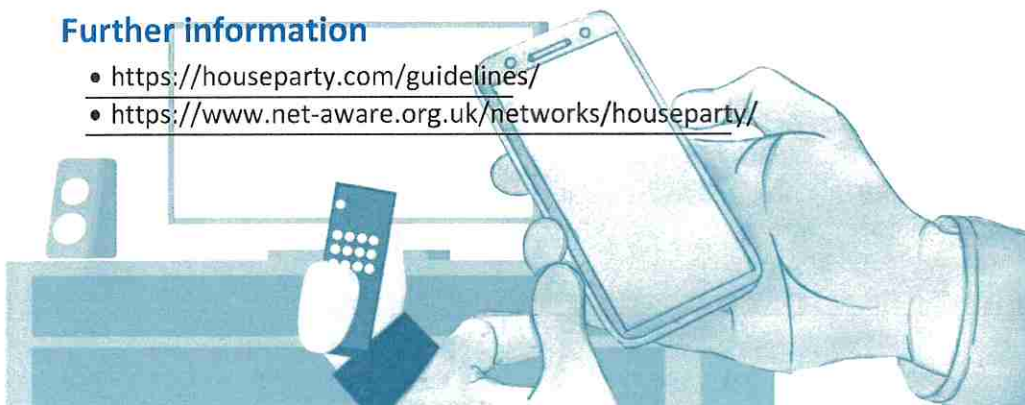 Further information
• https://houseparty.com/guidelines/
• https://www.net-aware.org.uk/networks/houseparty/